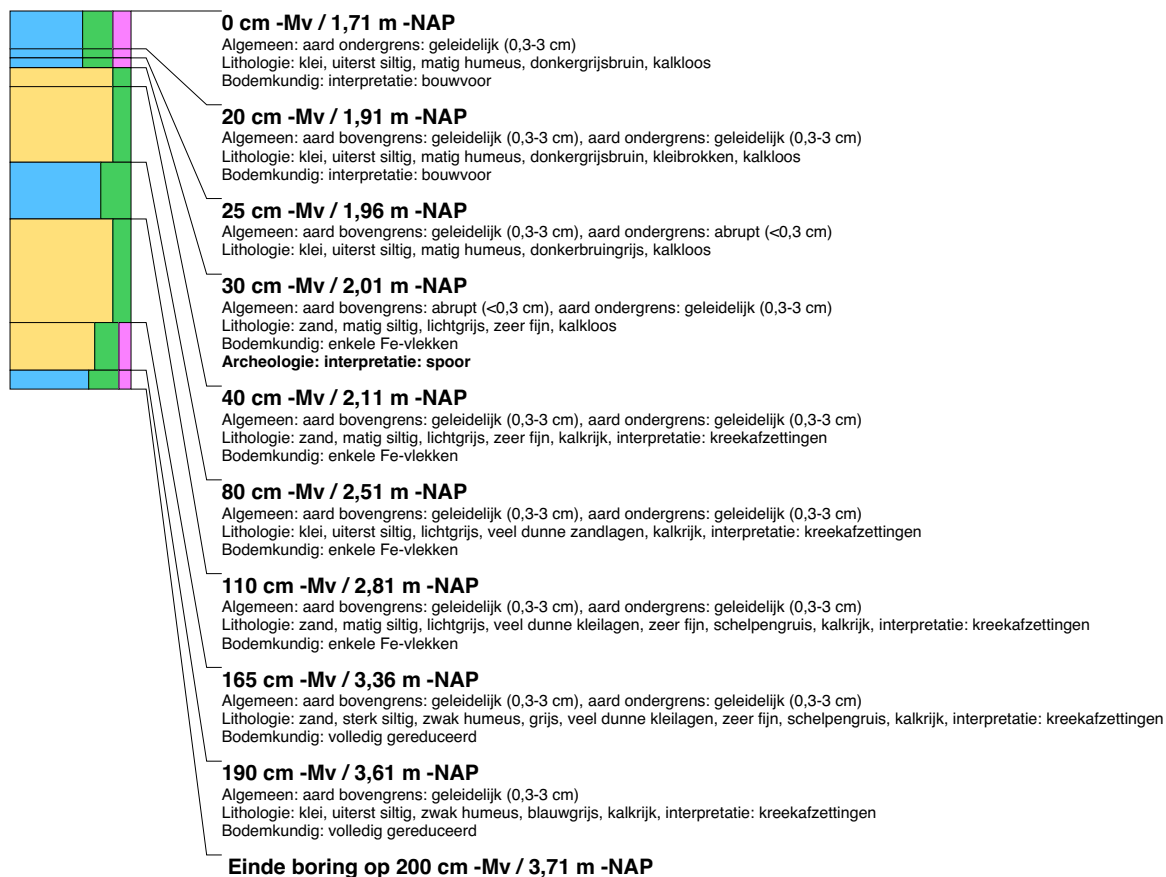 0 cm -Mv / 1,71 m -NAP
Algemeen: aard ondergrens: geleidelijk (0,3-3 cm)
Lithologie: klei, uiterst siltig, matig humeus, donkergrijsbruin, kalkloos
Bodemkundig: interpretatie: bouwvoor
20 cm -Mv / 1,91 m -NAP
Algemeen: aard bovengrens: geleidelijk (0,3-3 cm), aard ondergrens: geleidelijk (0,3-3 cm)
Lithologie: klei, uiterst siltig, matig humeus, donkergrijsbruin, kleibrokken, kalkloos
Bodemkundig: interpretatie: bouwvoor
25 cm -Mv / 1,96 m -NAP
Algemeen: aard bovengrens: geleidelijk (0,3-3 cm), aard ondergrens: abrupt (<0,3 cm)
Lithologie: klei, uiterst siltig, matig humeus, donkerbruingrijs, kalkloos
30 cm -Mv / 2,01 m -NAP
Algemeen: aard bovengrens: abrupt (<0,3 cm), aard ondergrens: geleidelijk (0,3-3 cm)
Lithologie: zand, matig siltig, lichtgrijs, zeer fijn, kalkloos
Bodemkundig: enkele Fe-vlekken
Archeologie: interpretatie: spoor
40 cm -Mv / 2,11 m -NAP
Algemeen: aard bovengrens: geleidelijk (0,3-3 cm), aard ondergrens: geleidelijk (0,3-3 cm)
Lithologie: zand, matig siltig, lichtgrijs, zeer fijn, kalkrijk, interpretatie: kreekafzettingen
Bodemkundig: enkele Fe-vlekken
80 cm -Mv / 2,51 m -NAP
Algemeen: aard bovengrens: geleidelijk (0,3-3 cm), aard ondergrens: geleidelijk (0,3-3 cm)
Lithologie: klei, uiterst siltig, lichtgrijs, veel dunne zandlagen, kalkrijk, interpretatie: kreekafzettingen
Bodemkundig: enkele Fe-vlekken
110 cm -Mv / 2,81 m -NAP
Algemeen: aard bovengrens: geleidelijk (0,3-3 cm), aard ondergrens: geleidelijk (0,3-3 cm)
Lithologie: zand, matig siltig, lichtgrijs, veel dunne kleilagen, zeer fijn, schelpengruis, kalkrijk, interpretatie: kreekafzettingen
Bodemkundig: enkele Fe-vlekken
165 cm -Mv / 3,36 m -NAP
Algemeen: aard bovengrens: geleidelijk (0,3-3 cm), aard ondergrens: geleidelijk (0,3-3 cm)
Lithologie: zand, sterk siltig, zwak humeus, grijs, veel dunne kleilagen, zeer fijn, schelpengruis, kalkrijk, interpretatie: kreekafzettingen
Bodemkundig: volledig gereduceerd
190 cm -Mv / 3,61 m -NAP
Algemeen: aard bovengrens: geleidelijk (0,3-3 cm)
Lithologie: klei, uiterst siltig, zwak humeus, blauwgrijs, kalkrijk, interpretatie: kreekafzettingen
Bodemkundig: volledig gereduceerd
Einde boring op 200 cm -Mv / 3,71 m -NAP